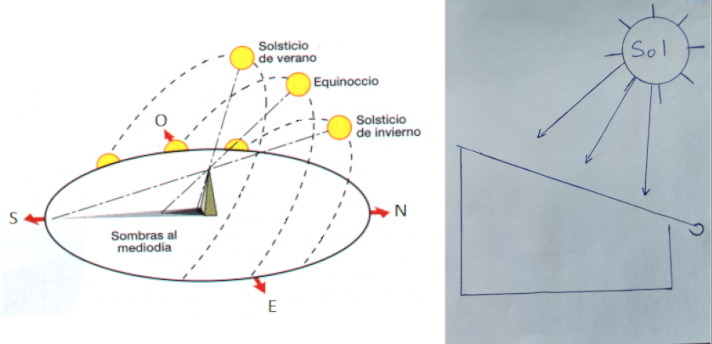 Solsticio
de verano
Equinoccio
O
Solsticio
de invierno
S
N
Sombras al
mediodía
E
Sol